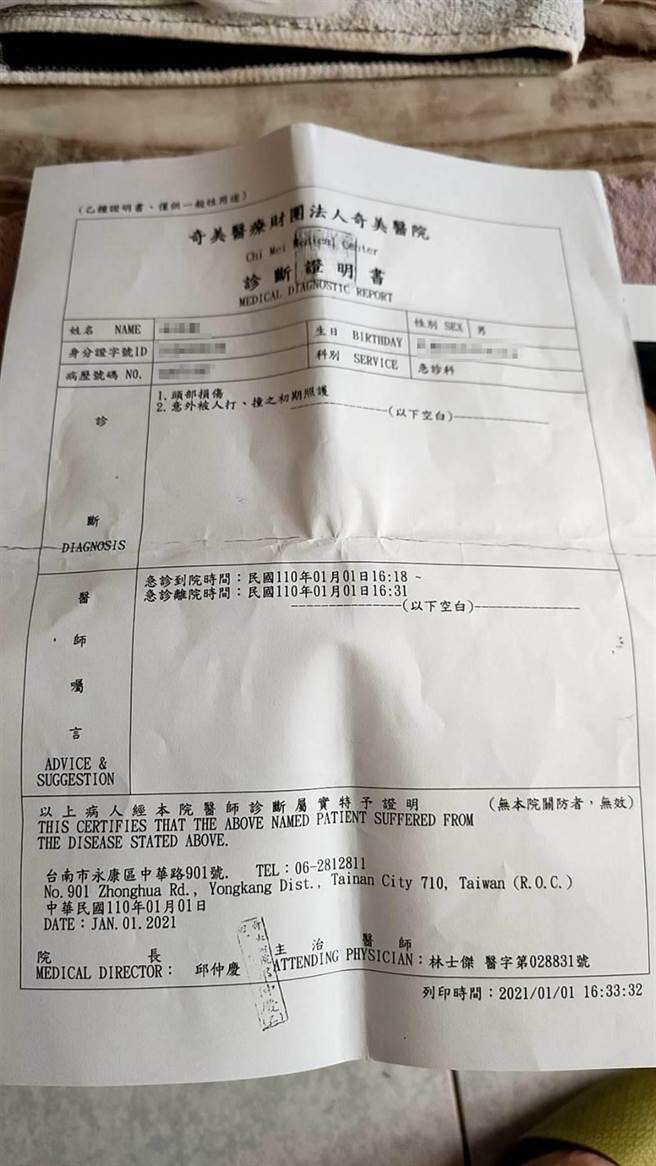 (乙種證明書、僅供一般性用途)
奇美醫療財團法人奇美醫院
Chi Mei Medical Center
診斷證明書
MEDICAL DIAGNOSTIC REPORT
姓名 NAME 生日 BIRTHDAY 性別 SEX 男
身分證字號ID 科別 SERVICE 急診科
病歷號碼 NO.
診斷 DIAGNOSIS
1. 頭部損傷
2. 意外被人打、撞之初期照護
----------------(以下空白)----------------
醫師囑言 ADVICE & SUGGESTION
急診到院時間：民國110年01月01日16:18 ~
急診離院時間：民國110年01月01日16:31
----------------(以下空白)----------------
以上病人經本院醫師診斷屬實特予證明 (無本院關防者，無效)
THIS CERTIFIES THAT THE ABOVE NAMED PATIENT SUFFERED FROM
THE DISEASE STATED ABOVE.
台南市永康區中華路901號. TEL：06-2812811
No.901 Zhonghua Rd., Yongkang Dist., Tainan City 710, Taiwan (R.O.C.)
中華民國110年01月01日
DATE：JAN.01.2021
院長 主治醫師
MEDICAL DIRECTOR： 邱仲慶 ATTENDING PHYSICIAN：林士傑 醫字第028831號
列印時間：2021/01/01 16:33:32